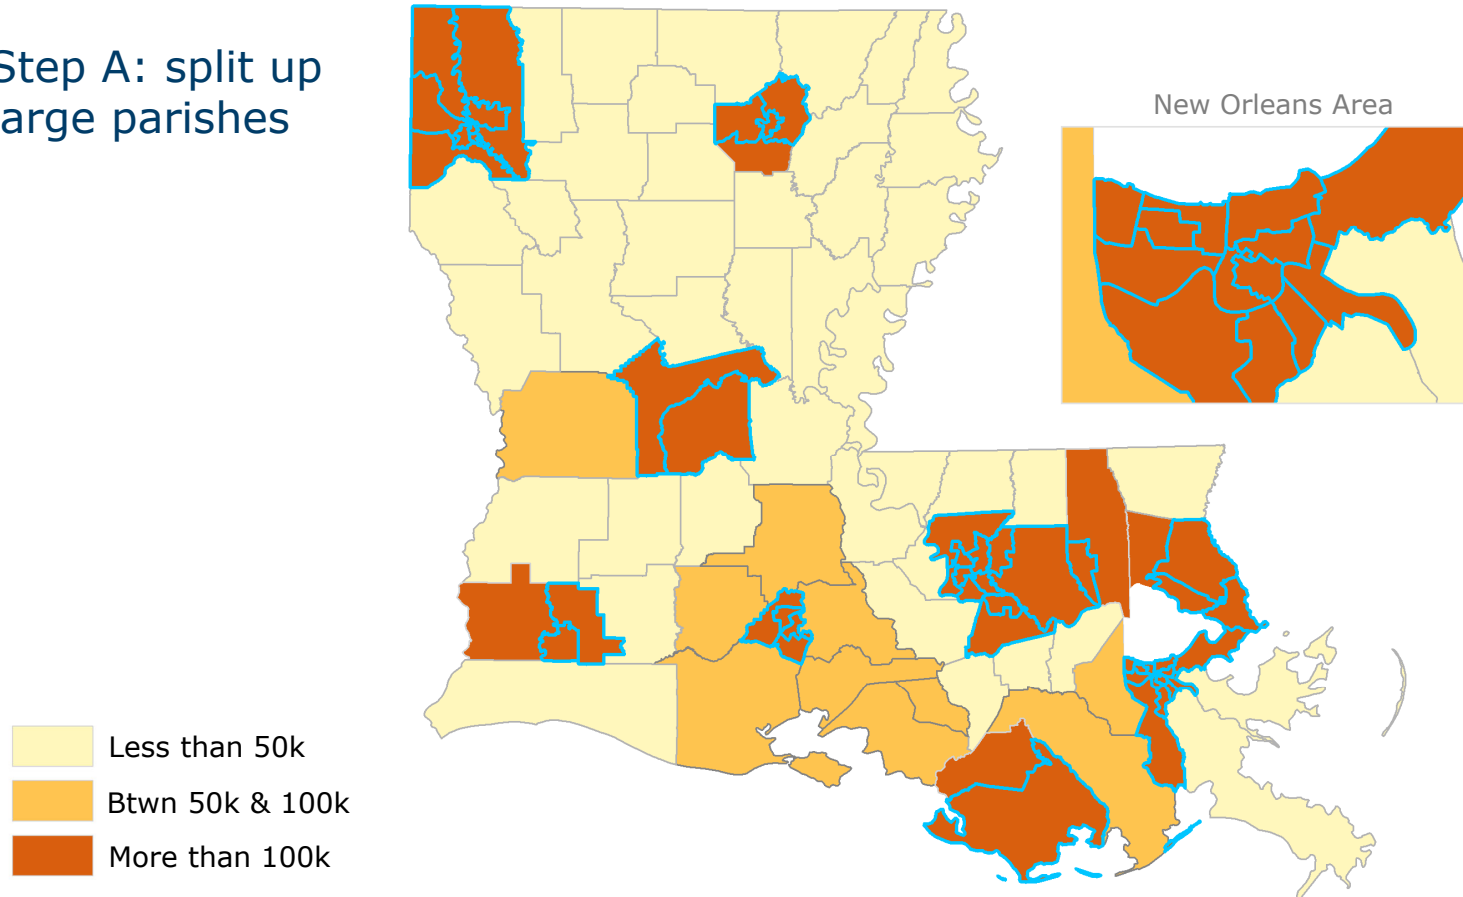 Step A: split up
arge parishes
New Orleans Area
Less than 50k
Btwn 50k & 100k
More than 100k